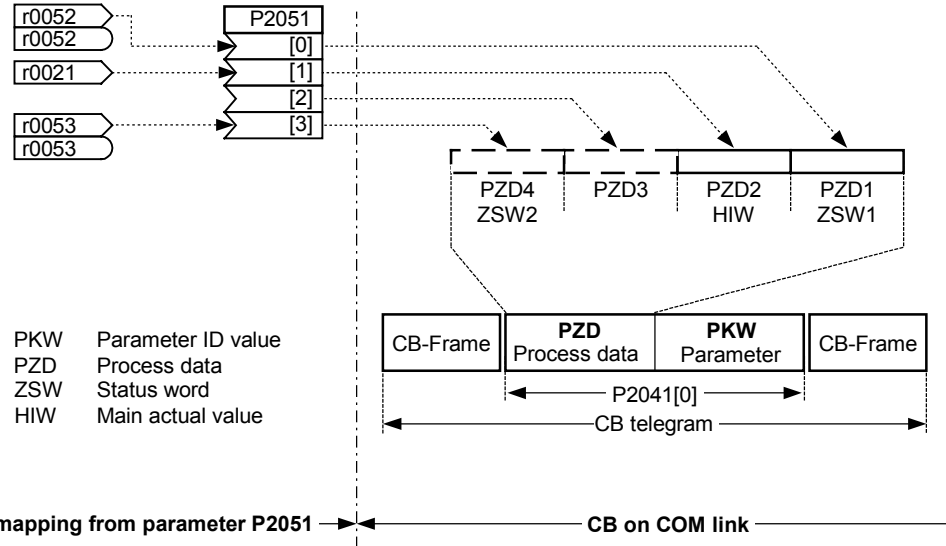 r0052
r0052
r0021
r0053
r0053
P2051
[0]
[1]
[2]
[3]
PZD4 PZD3 PZD2 PZD1
ZSW2 HIW ZSW1
PKW Parameter ID value
PZD Process data
ZSW Status word
HIW Main actual value
CB-Frame
PZD
Process data
PKW
Parameter
CB-Frame
P2041[0]
CB telegram
mapping from parameter P2051
CB on COM link